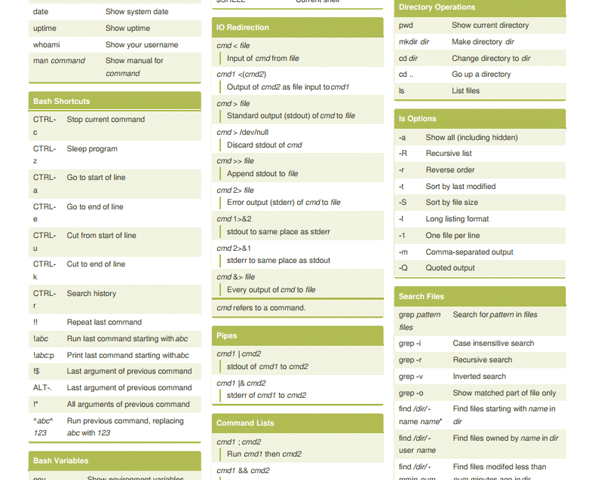 date Show system date
uptime Show uptime
whoami Show your username
man command Show manual for
command
Bash Shortcuts
CTRL- Stop current command
c
CTRL- Sleep program
z
CTRL- Go to start of line
a
CTRL- Go to end of line
e
CTRL- Cut from start of line
u
CTRL- Cut to end of line
k
CTRL- Search history
r
!! Repeat last command
!abc Run last command starting with abc
!abc:p Print last command starting with abc
!$ Last argument of previous command
ALT-. Last argument of previous command
!* All arguments of previous command
^abc^ Run previous command, replacing
123 abc with 123
Bash Variables
env Show environment variables
$SHELL Current shell
IO Redirection
cmd < file
Input of cmd from file
cmd1 <(cmd2)
Output of cmd2 as file input to cmd1
cmd > file
Standard output (stdout) of cmd to file
cmd > /dev/null
Discard stdout of cmd
cmd >> file
Append stdout to file
cmd 2> file
Error output (stderr) of cmd to file
cmd 1>&2
stdout to same place as stderr
cmd 2>&1
stderr to same place as stdout
cmd &> file
Every output of cmd to file
cmd refers to a command.
Pipes
cmd1 | cmd2
stdout of cmd1 to cmd2
cmd1 |& cmd2
stderr of cmd1 to cmd2
Command Lists
cmd1 ; cmd2
Run cmd1 then cmd2
cmd1 && cmd2
Directory Operations
pwd Show current directory
mkdir dir Make directory dir
cd dir Change directory to dir
cd .. Go up a directory
ls List files
ls Options
-a Show all (including hidden)
-R Recursive list
-r Reverse order
-t Sort by last modified
-S Sort by file size
-l Long listing format
-1 One file per line
-m Comma-separated output
-Q Quoted output
Search Files
grep pattern Search for pattern in files
files
grep -i Case insensitive search
grep -r Recursive search
grep -v Inverted search
grep -o Show matched part of file only
find /dir/ - Find files starting with name in
name name* dir
find /dir/ - Find files owned by name in dir
user name
find /dir/ - Find files modifed less than
mmin num num minutes ago in dir